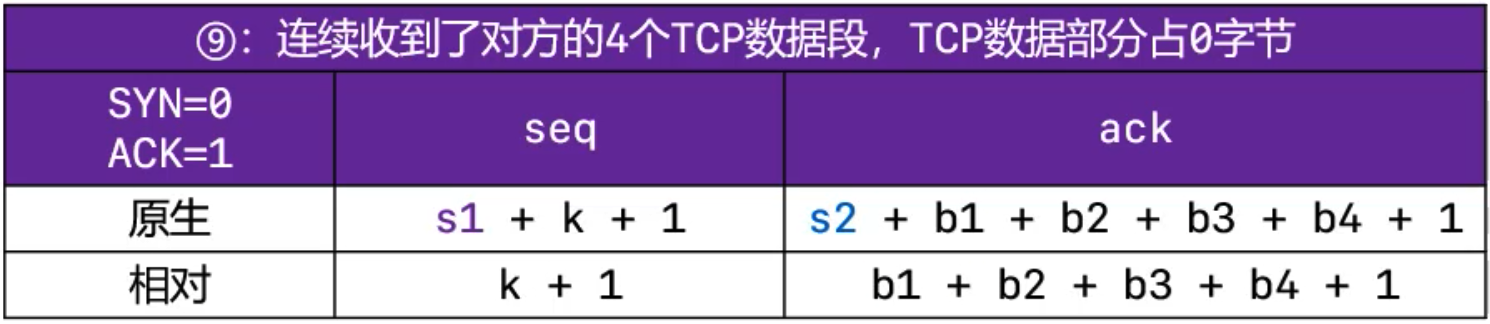 ⑨：连续收到了对方的4个TCP数据段，TCP数据部分占0字节
SYN=0
ACK=1
seq
ack
原生
s1 + k + 1
s2 + b1 + b2 + b3 + b4 + 1
相对
k + 1
b1 + b2 + b3 + b4 + 1